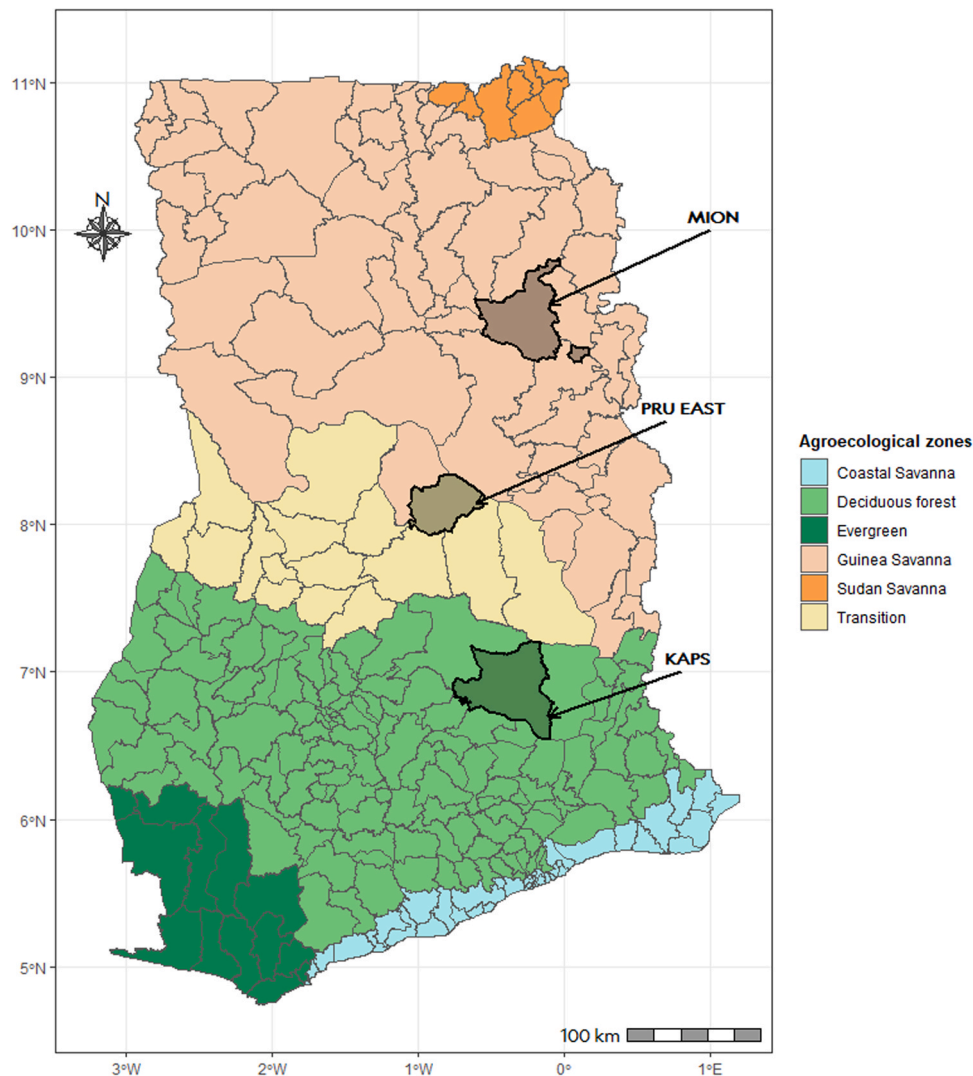 11°N
N
MION
10°N
9°N
PRU EAST
Agroecological zones
Coastal Savanna
Deciduous forest
8°N
Evergreen
Guinea Savanna
Sudan Savanna
Transition
KAPS
7°N
6°N
5°N
100 km
3°W 2°W 1°W 0° 1°E